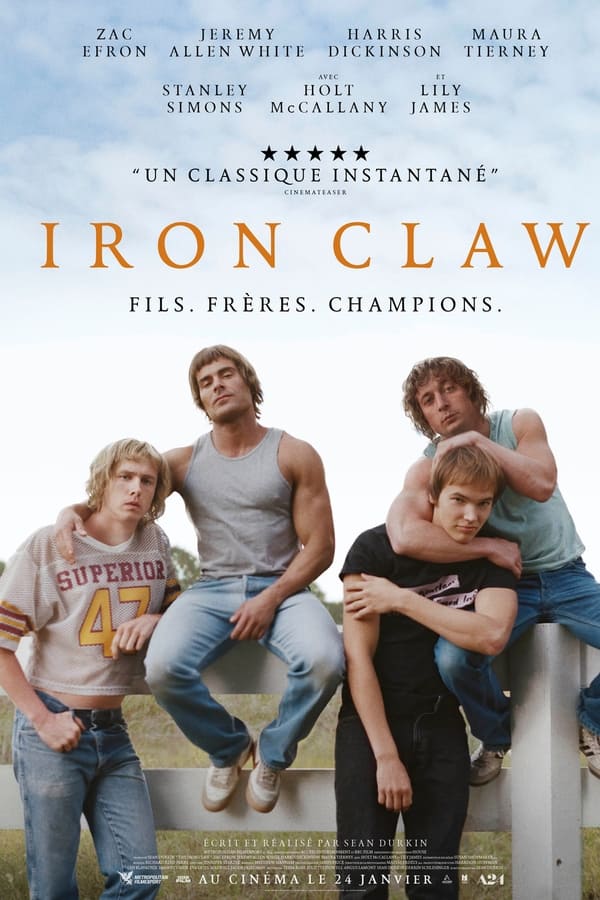 ZAC EFRON
JEREMY ALLEN WHITE
HARRIS DICKINSON
MAURA TIERNEY
STANLEY SIMONS
AVEC HOLT McCALLANY
ET LILY JAMES
★★★★★
“UN CLASSIQUE INSTANTANÉ”
CINEMATEASER
IRON CLAW
FILS. FRÈRES. CHAMPIONS.
SUPERIOR
47
ÉCRIT ET RÉALISÉ PAR SEAN DURKIN
METROPOLITAN FILMEXPORT
AU CINÉMA LE 24 JANVIER
A24